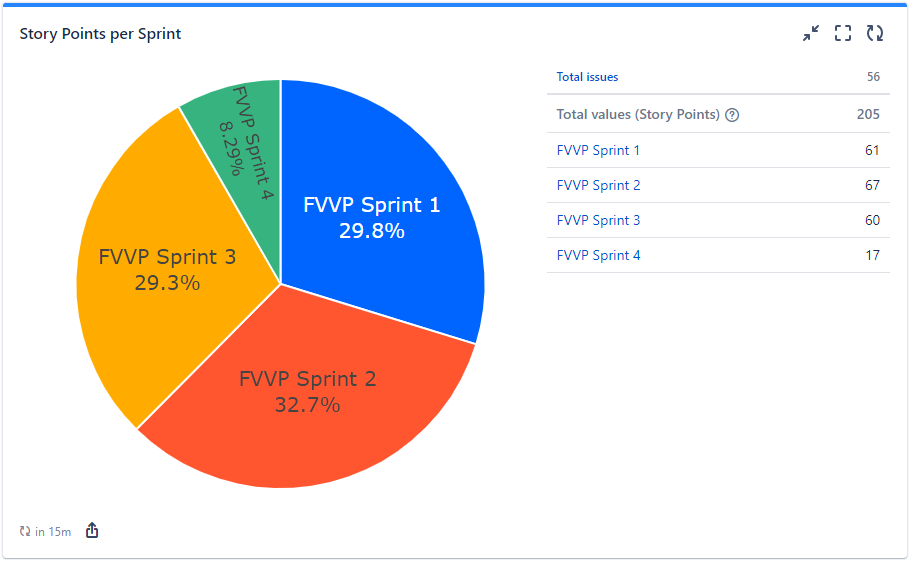 Story Points per Sprint
FVVP Sprint 4
8.29%
FVVP Sprint 1
29.8%
FVVP Sprint 3
29.3%
FVVP Sprint 2
32.7%
Total issues 56
Total values (Story Points) ? 205
FVVP Sprint 1 61
FVVP Sprint 2 67
FVVP Sprint 3 60
FVVP Sprint 4 17
in 15m